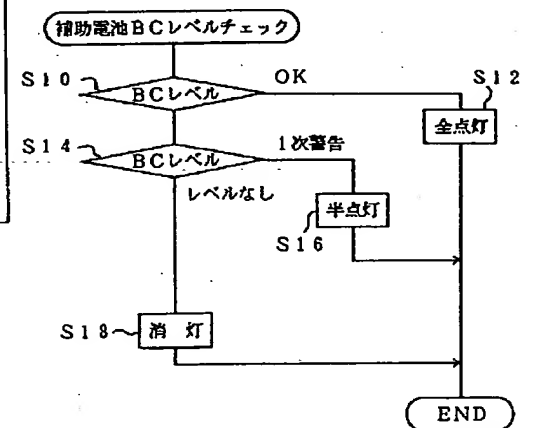 補助電池BCレベルチェック
S10
BCレベル
OK
S12
全点灯
S14
BCレベル
1次警告
レベルなし
半点灯
S16
S18
消 灯
END